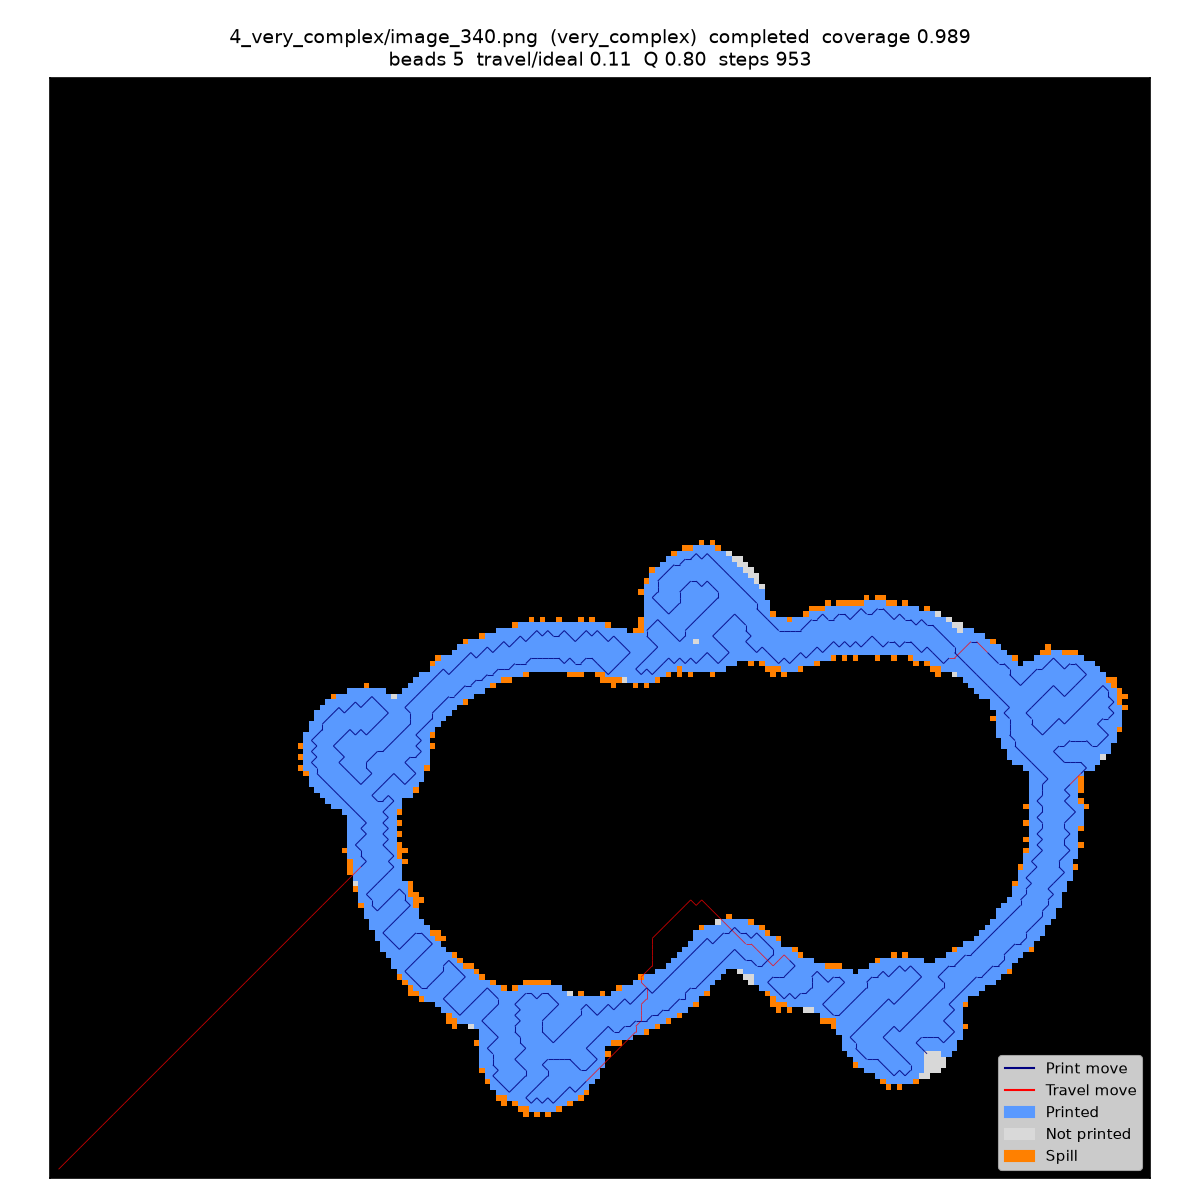 4_very_complex/image_340.png  (very_complex)  completed  coverage 0.989
beads 5  travel/ideal 0.11  Q 0.80  steps 953
Print move
Travel move
Printed
Not printed
Spill